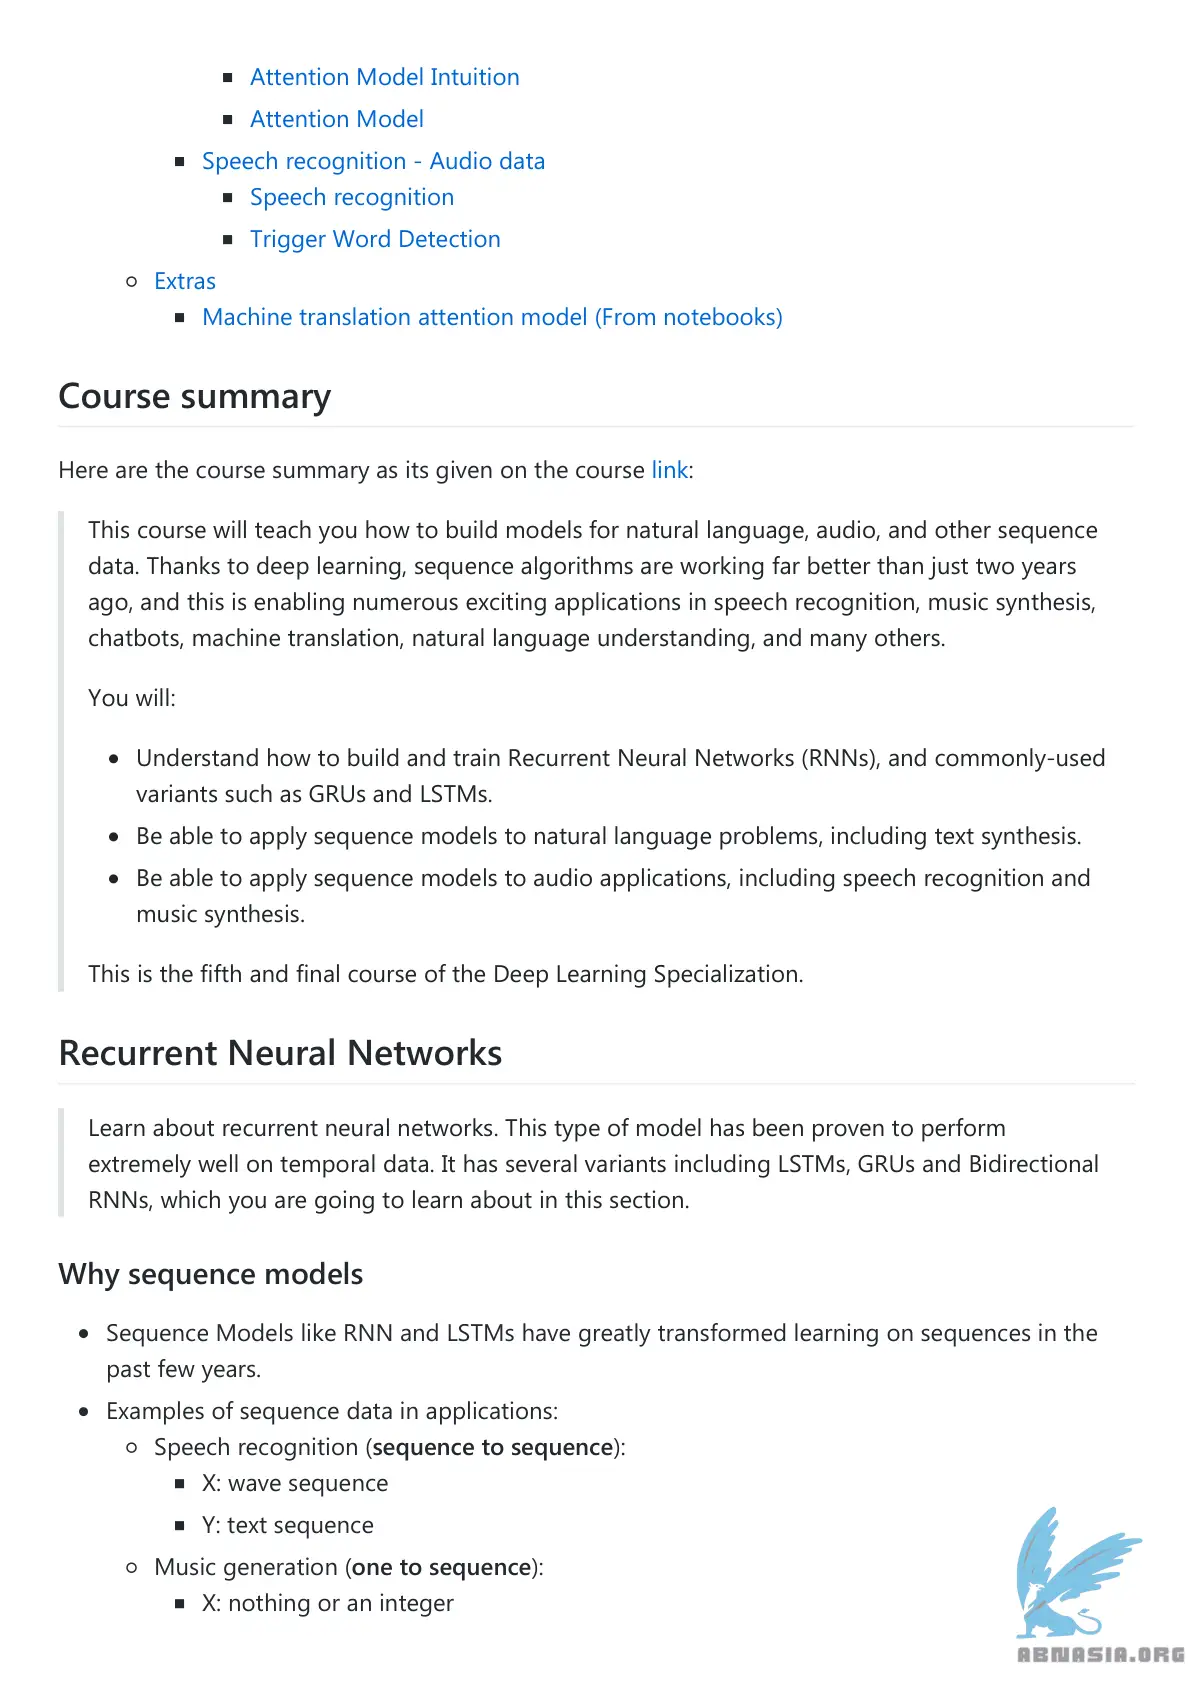 Attention Model Intuition
Attention Model
Speech recognition - Audio data
Speech recognition
Trigger Word Detection
Extras
Machine translation attention model (From notebooks)
Course summary
Here are the course summary as its given on the course link:
This course will teach you how to build models for natural language, audio, and other sequence
data. Thanks to deep learning, sequence algorithms are working far better than just two years
ago, and this is enabling numerous exciting applications in speech recognition, music synthesis,
chatbots, machine translation, natural language understanding, and many others.
You will:
Understand how to build and train Recurrent Neural Networks (RNNs), and commonly-used
variants such as GRUs and LSTMs.
Be able to apply sequence models to natural language problems, including text synthesis.
Be able to apply sequence models to audio applications, including speech recognition and
music synthesis.
This is the fifth and final course of the Deep Learning Specialization.
Recurrent Neural Networks
Learn about recurrent neural networks. This type of model has been proven to perform
extremely well on temporal data. It has several variants including LSTMs, GRUs and Bidirectional
RNNs, which you are going to learn about in this section.
Why sequence models
Sequence Models like RNN and LSTMs have greatly transformed learning on sequences in the
past few years.
Examples of sequence data in applications:
Speech recognition (sequence to sequence):
X: wave sequence
Y: text sequence
Music generation (one to sequence):
X: nothing or an integer
ABNASIA.ORG